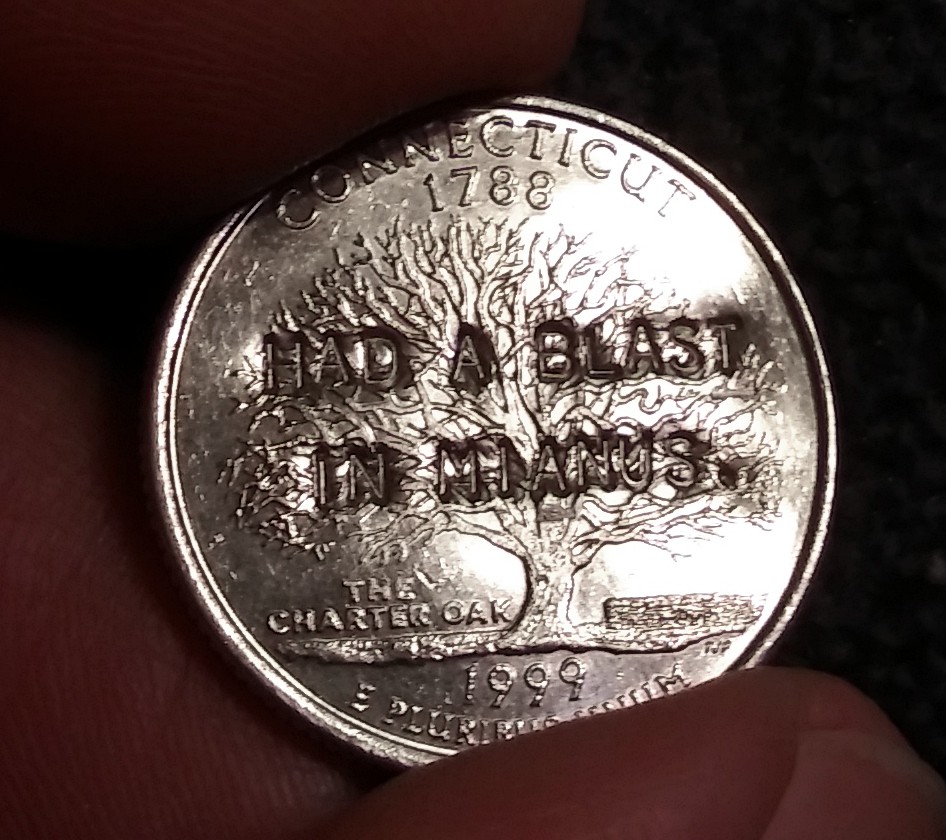 CONNECTICUT
1788
HAD A BLAST
IN MIANUS.
THE
CHARTER OAK
1999
E PLURIBUS UNUM